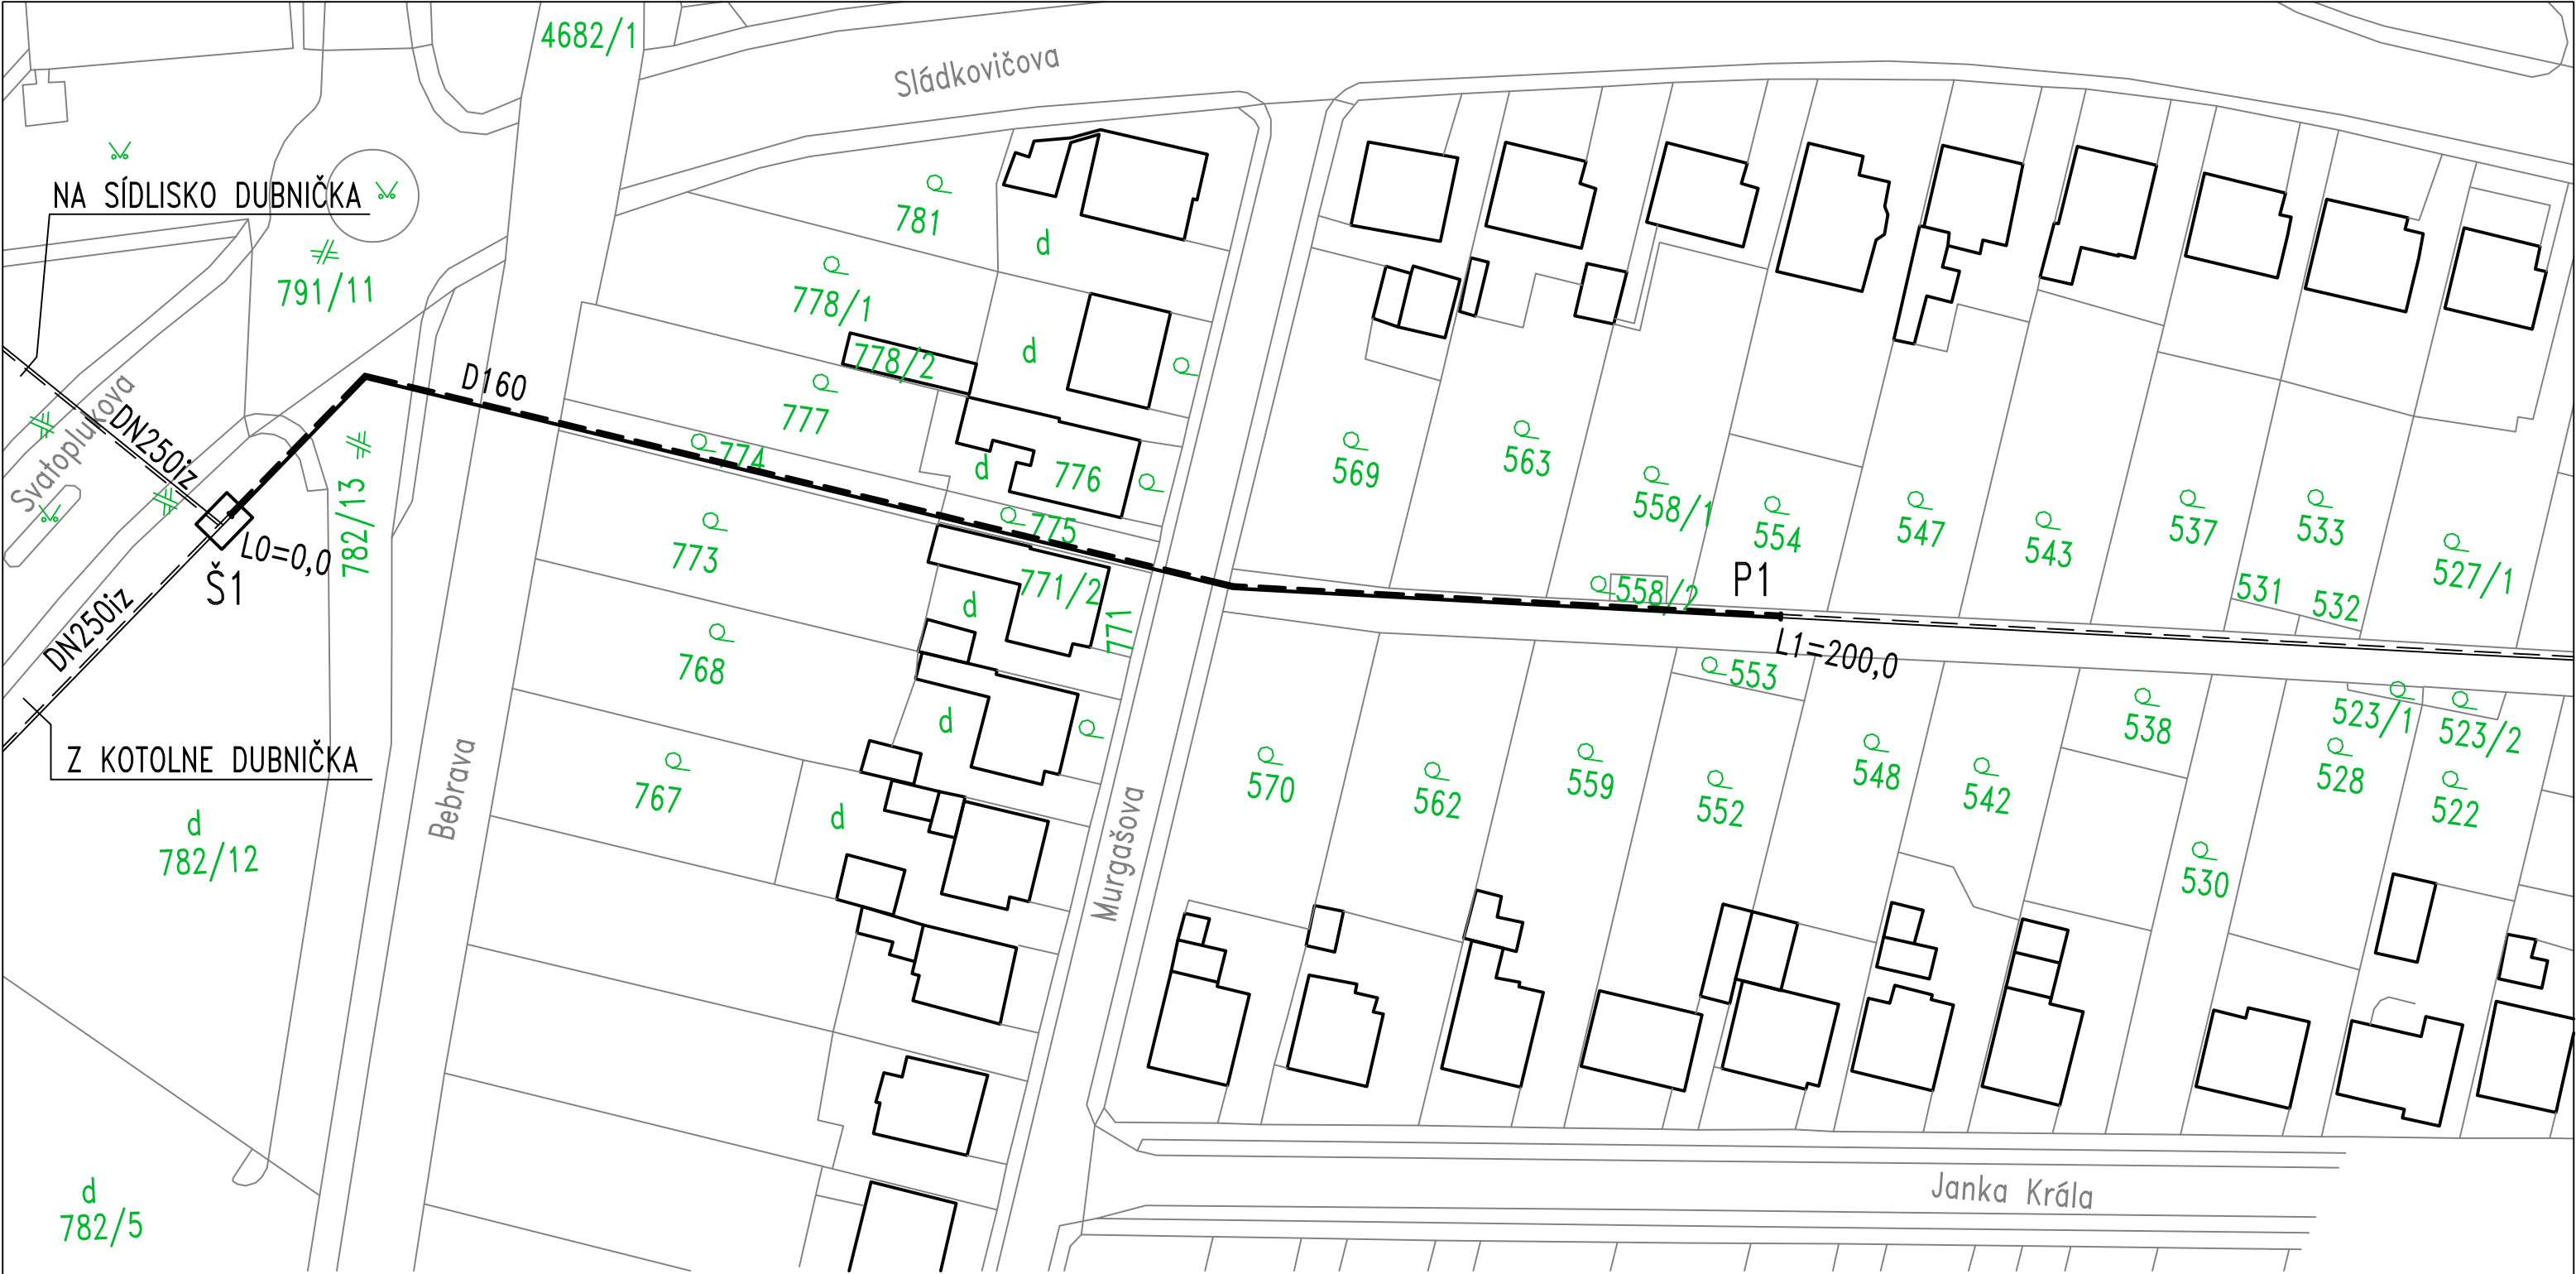 4682/1
Sládkovičova
NA SÍDLISKO DUBNIČKA
781
d
791/11
778/1
d
778/2
D160
777
Svatoplukova
DN250iz
774
d
776
569
563
558/1
554
547
543
537
533
527/1
782/13
L0=0,0
Š1
773
775
771/2
771
d
558/2
P1
531
532
DN250iz
768
L1=200,0
553
d
538
523/1
523/2
Z KOTOLNE DUBNIČKA
Bebrava
767
d
Murgašova
570
562
559
552
548
542
528
522
d
782/12
530
Janka Kráľa
d
782/5